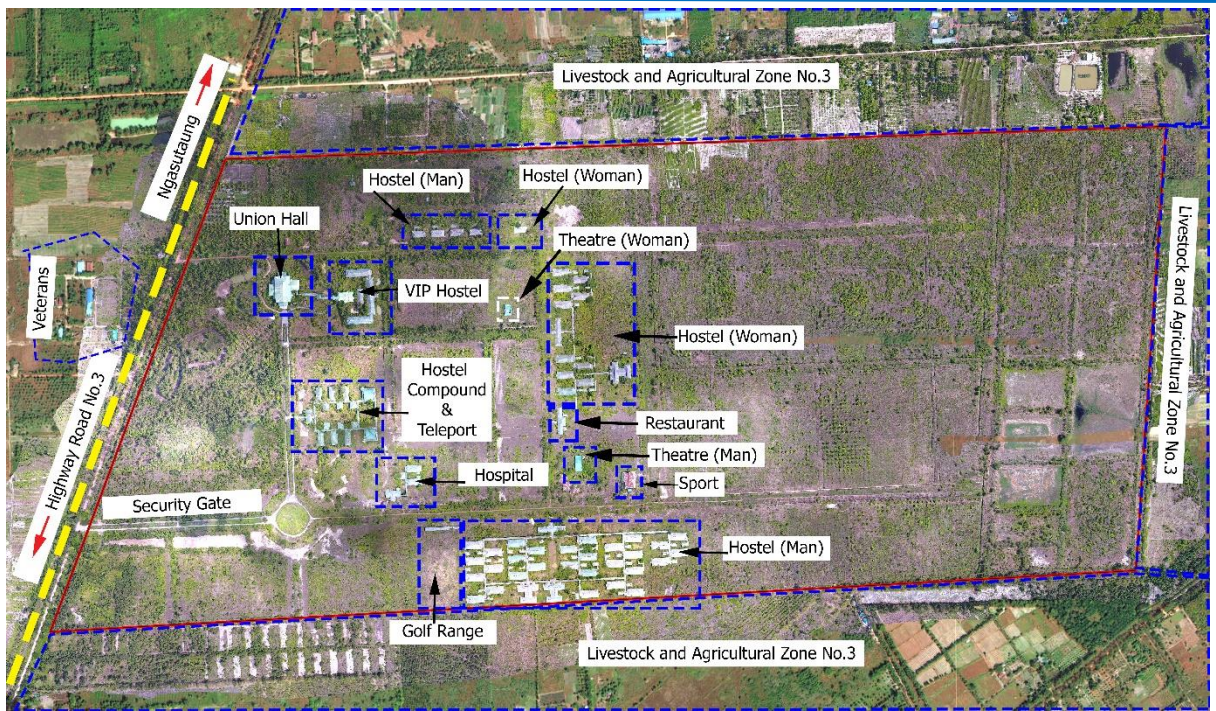 Livestock and Agricultural Zone No.3
Ngasutaung
Hostel (Man)
Hostel (Woman)
Union Hall
Theatre (Woman)
VIP Hostel
Veterans
Hostel (Woman)
Livestock and Agricultural Zone No.3
Hostel
Compound
&
Teleport
Restaurant
Theatre (Man)
Highway Road No.3
Hospital
Sport
Security Gate
Hostel (Man)
Golf Range
Livestock and Agricultural Zone No.3